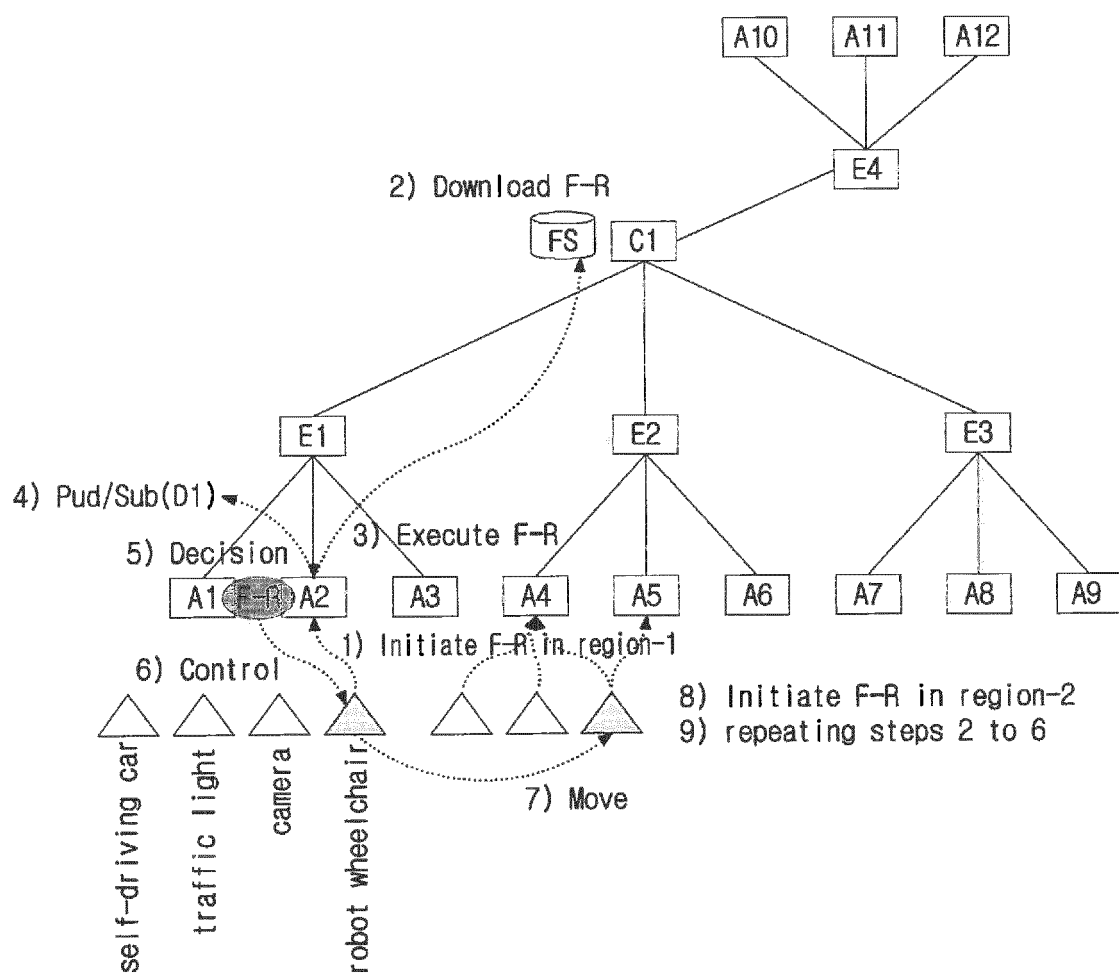 A10 A11 A12
E4
2) Download F-R
FS C1
E1 E2 E3
4) Pud/Sub(D1)
3) Execute F-R
5) Decision
A1 F-R A2 A3 A4 A5 A6 A7 A8 A9
1) Initiate F-R in region-1
6) Control
8) Initiate F-R in region-2
9) repeating steps 2 to 6
7) Move
self-driving car
traffic light
camera
robot wheelchair